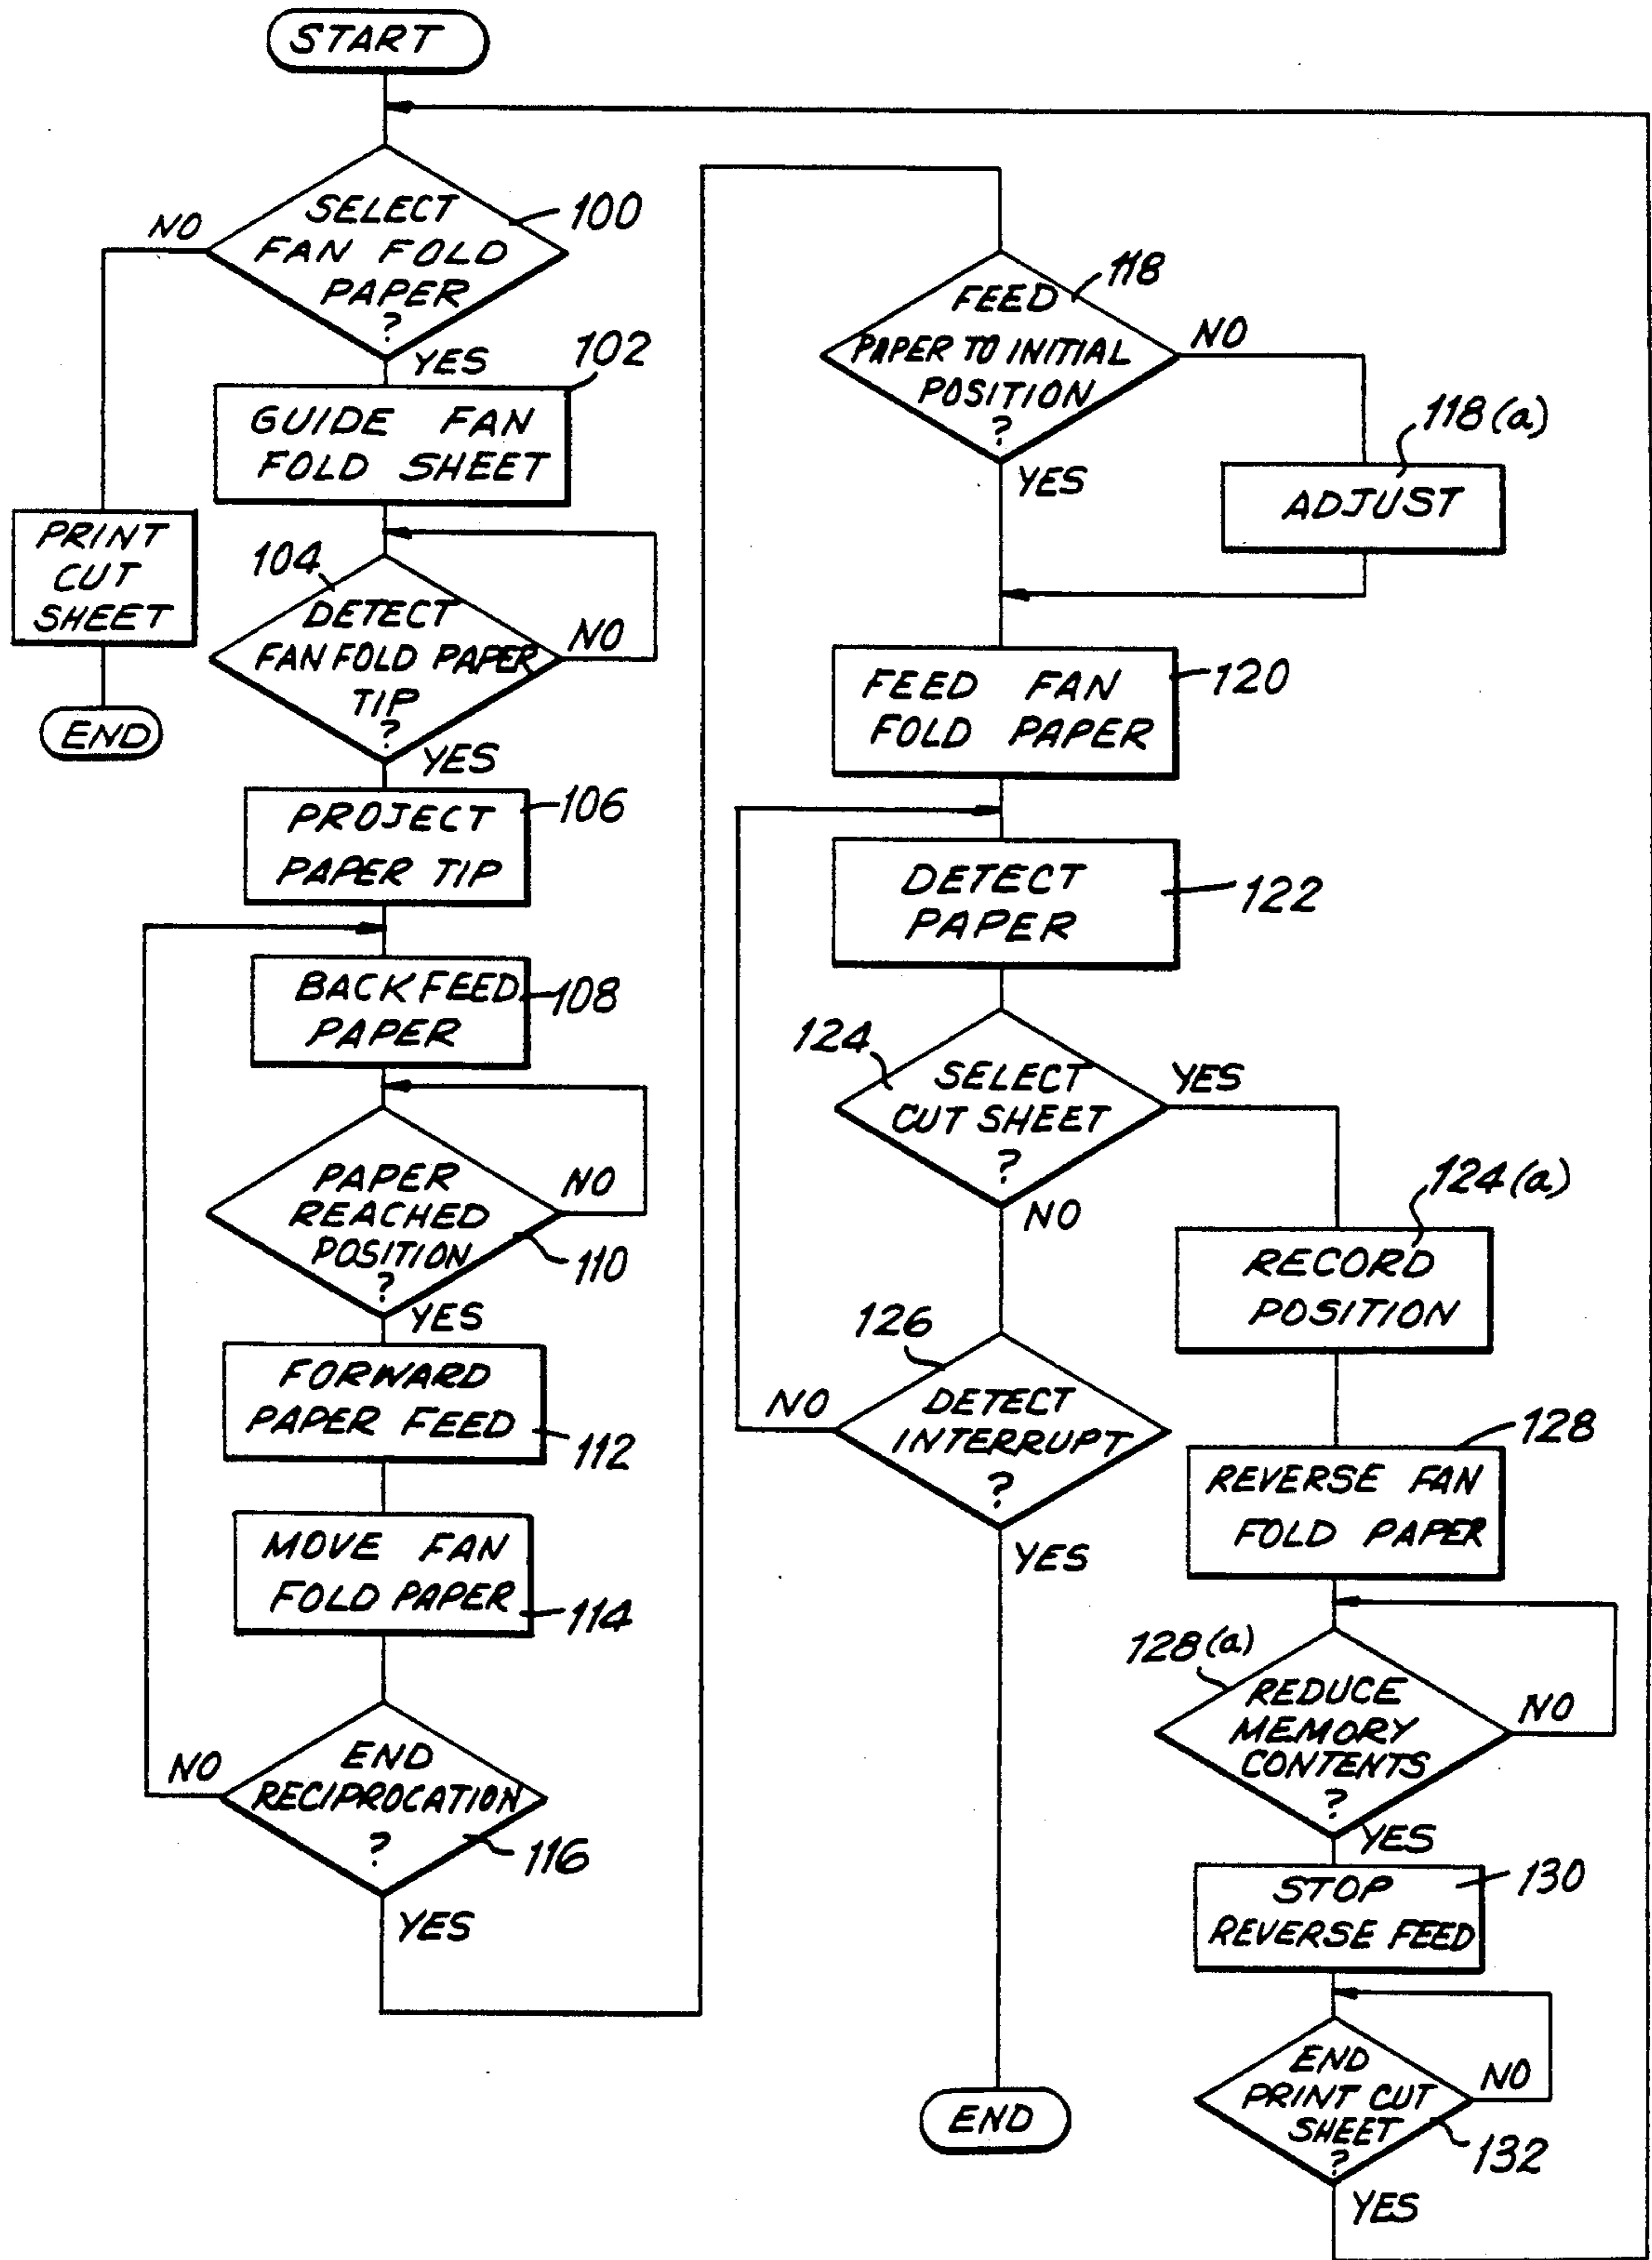 START
SELECT
FAN FOLD
PAPER
?
100
NO
YES
102
GUIDE FAN
FOLD SHEET
PRINT
CUT
SHEET
END
104
DETECT
FAN FOLD PAPER
TIP
?
NO
YES
PROJECT
PAPER TIP
106
BACK FEED
PAPER
108
PAPER
REACHED
POSITION
?
NO
110
YES
FORWARD
PAPER FEED
112
MOVE FAN
FOLD PAPER
114
END
RECIPROCATION
?
NO
116
YES
118
FEED
PAPER TO INITIAL
POSITION
?
NO
YES
118(a)
ADJUST
FEED FAN
FOLD PAPER
120
DETECT
PAPER
122
124
SELECT
CUT SHEET
?
YES
NO
124(a)
RECORD
POSITION
126
DETECT
INTERRUPT
?
NO
YES
END
128
REVERSE FAN
FOLD PAPER
128(a)
REDUCE
MEMORY
CONTENTS
?
NO
YES
STOP
REVERSE FEED
130
END
PRINT CUT
SHEET
?
NO
132
YES